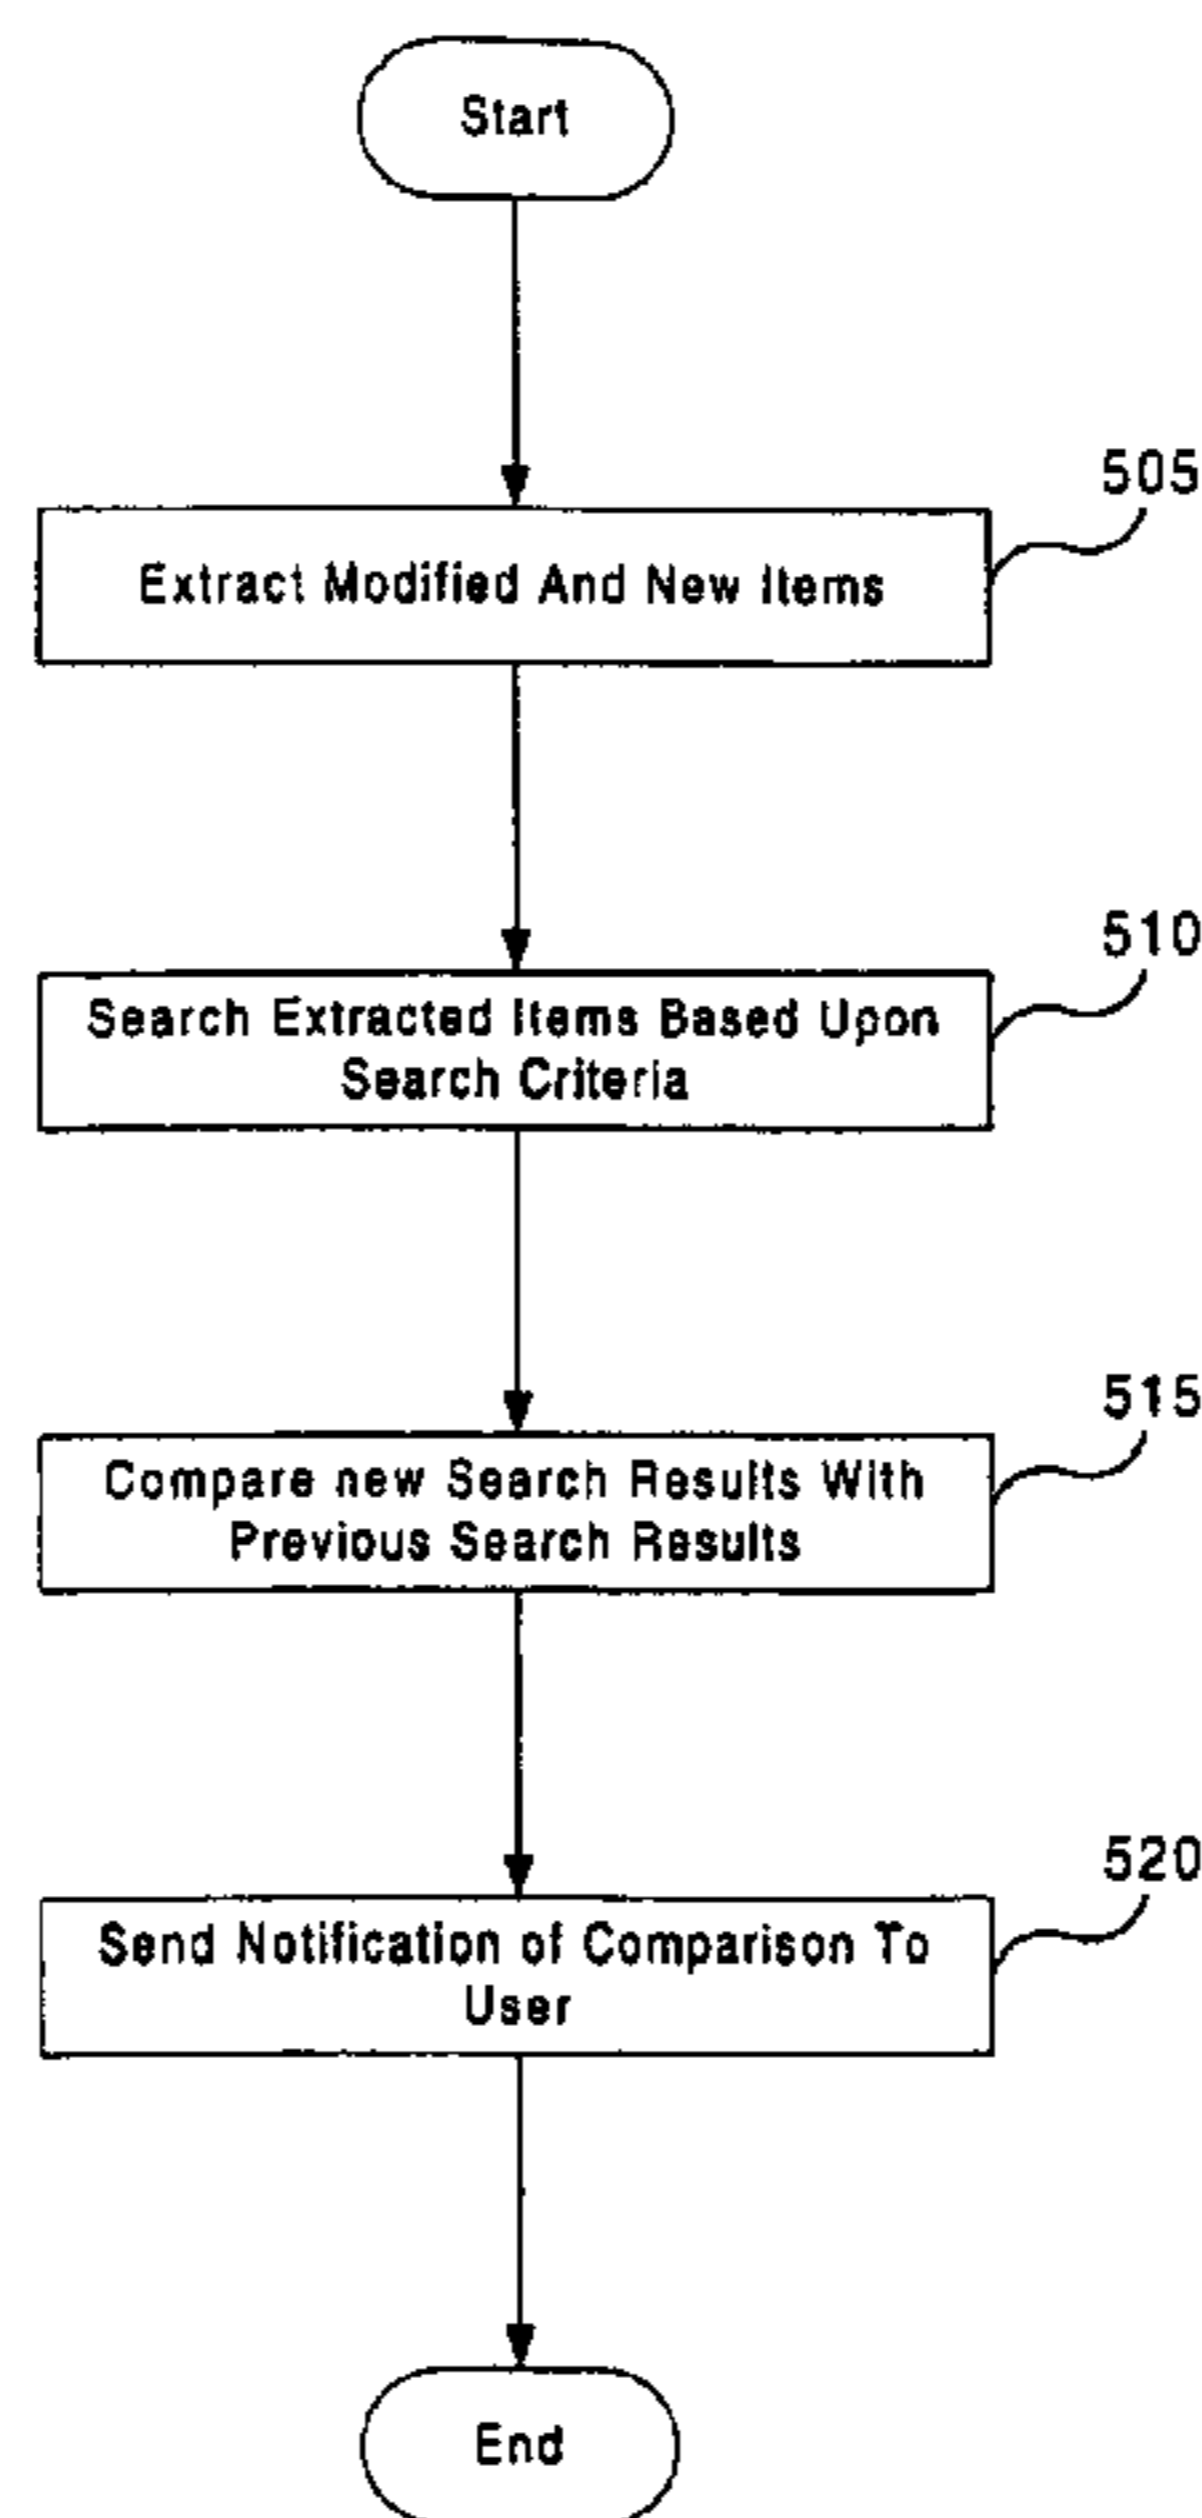 Start
505
Extract Modified And New Items
510
Search Extracted Items Based Upon
Search Criteria
515
Compare new Search Results With
Previous Search Results
520
Send Notification of Comparison To
User
End